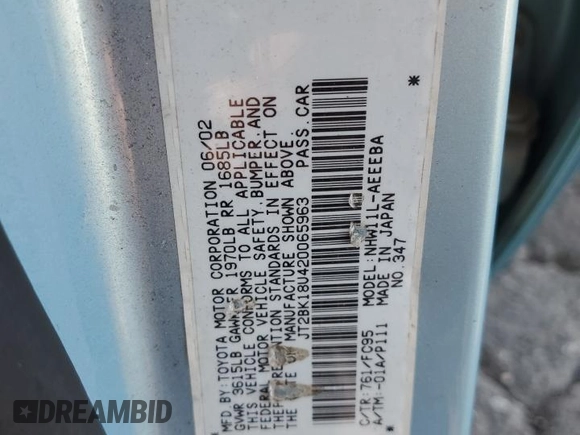 MFD BY: TOYOTA MOTOR CORPORATION 06/02
GVWR 3615LB GAWR FR 1970LB RR 1685LB
THIS VEHICLE CONFORMS TO ALL APPLICABLE
FEDERAL MOTOR VEHICLE SAFETY, BUMPER, AND
THEFT PREVENTION STANDARDS IN EFFECT ON
THE DATE OF MANUFACTURE SHOWN ABOVE.
JT2BK18U420065963 PASS. CAR
* *
C/TR: 761/FC95 MODEL: NHW11L-AEEEBA
A/TM: -01A/P111 MADE IN JAPAN
NO. 347
DREAMBID